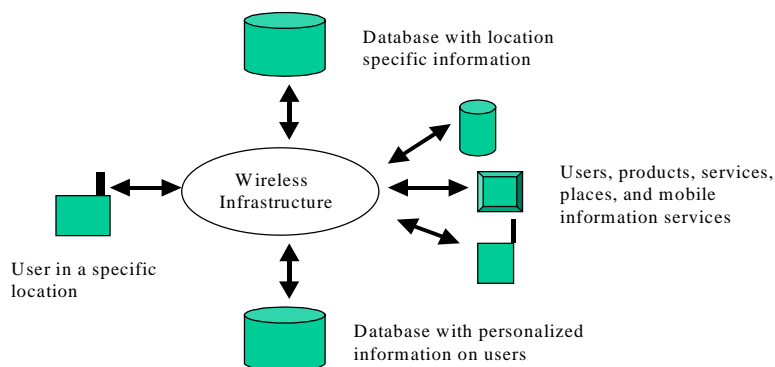 Database with location
specific information
Wireless
Infrastructure
Users, products, services,
places, and mobile
information services
User in a specific
location
Database with personalized
information on users